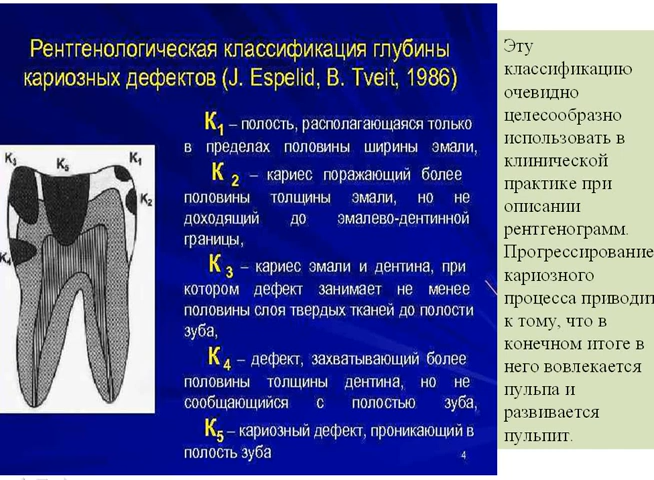 Рентгенологическая классификация глубины
кариозных дефектов (J. Espelid, B. Tveit, 1986)
К1 – полость, располагающаяся только
в пределах половины ширины эмали,
К 2 – кариес поражающий более
половины толщины эмали, но не
доходящий до эмалево-дентинной
границы,
К 3 – кариес эмали и дентина, при
котором дефект занимает не менее
половины слоя твердых тканей до полости
зуба,
К 4 – дефект, захватывающий более
половины толщины дентина, но не
сообщающийся с полостью зуба,
К5 – кариозный дефект, проникающий в
полость зуба
4
K3
K5
K1
K2
K4
Эту
классификацию
очевидно
целесообразно
использовать в
клинической
практике при
описании
рентгенограмм.
Прогрессирование
кариозного
процесса приводит
к тому, что в
конечном итоге в
него вовлекается
пульпа и
развивается
пульпит.